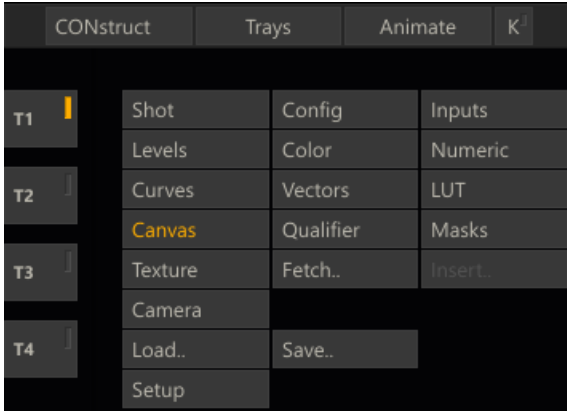 CONstruct Trays Animate K
T1 Shot Config Inputs
Levels Color Numeric
T2 Curves Vectors LUT
Canvas Qualifier Masks
T3 Texture Fetch.. Insert..
Camera
T4 Load.. Save..
Setup